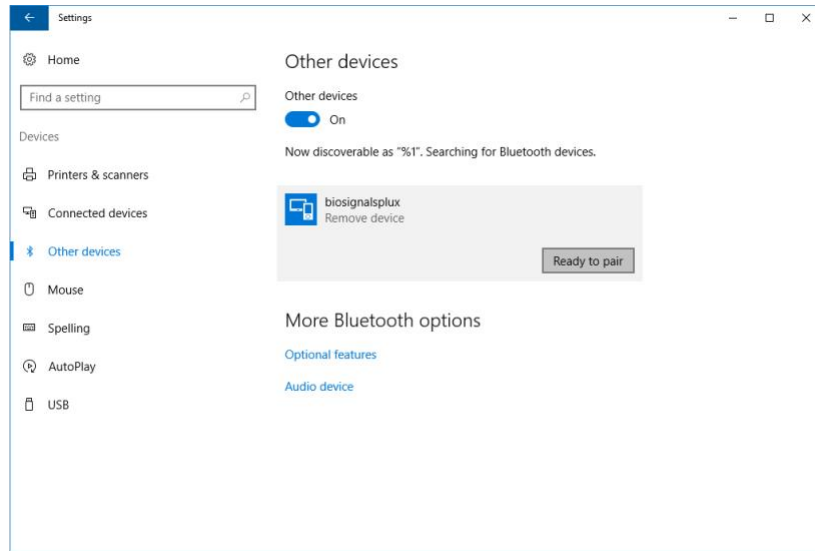 Settings
Home
Find a setting
Devices
Printers & scanners
Connected devices
Other devices
Mouse
Spelling
AutoPlay
USB
Other devices
Other devices
On
Now discoverable as "%1". Searching for Bluetooth devices.
biosignalsplux
Remove device
Ready to pair
More Bluetooth options
Optional features
Audio device